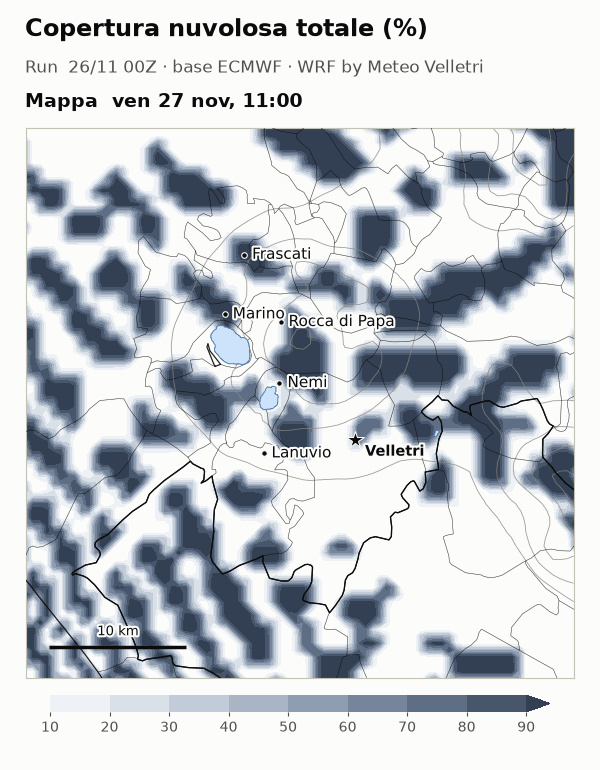 Copertura nuvolosa totale (%)
Run  26/11 00Z · base ECMWF · WRF by Meteo Velletri
Mappa  ven 27 nov, 11:00
Frascati
Marino
Rocca di Papa
Nemi
Velletri
Lanuvio
10 km
10 20 30 40 50 60 70 80 90